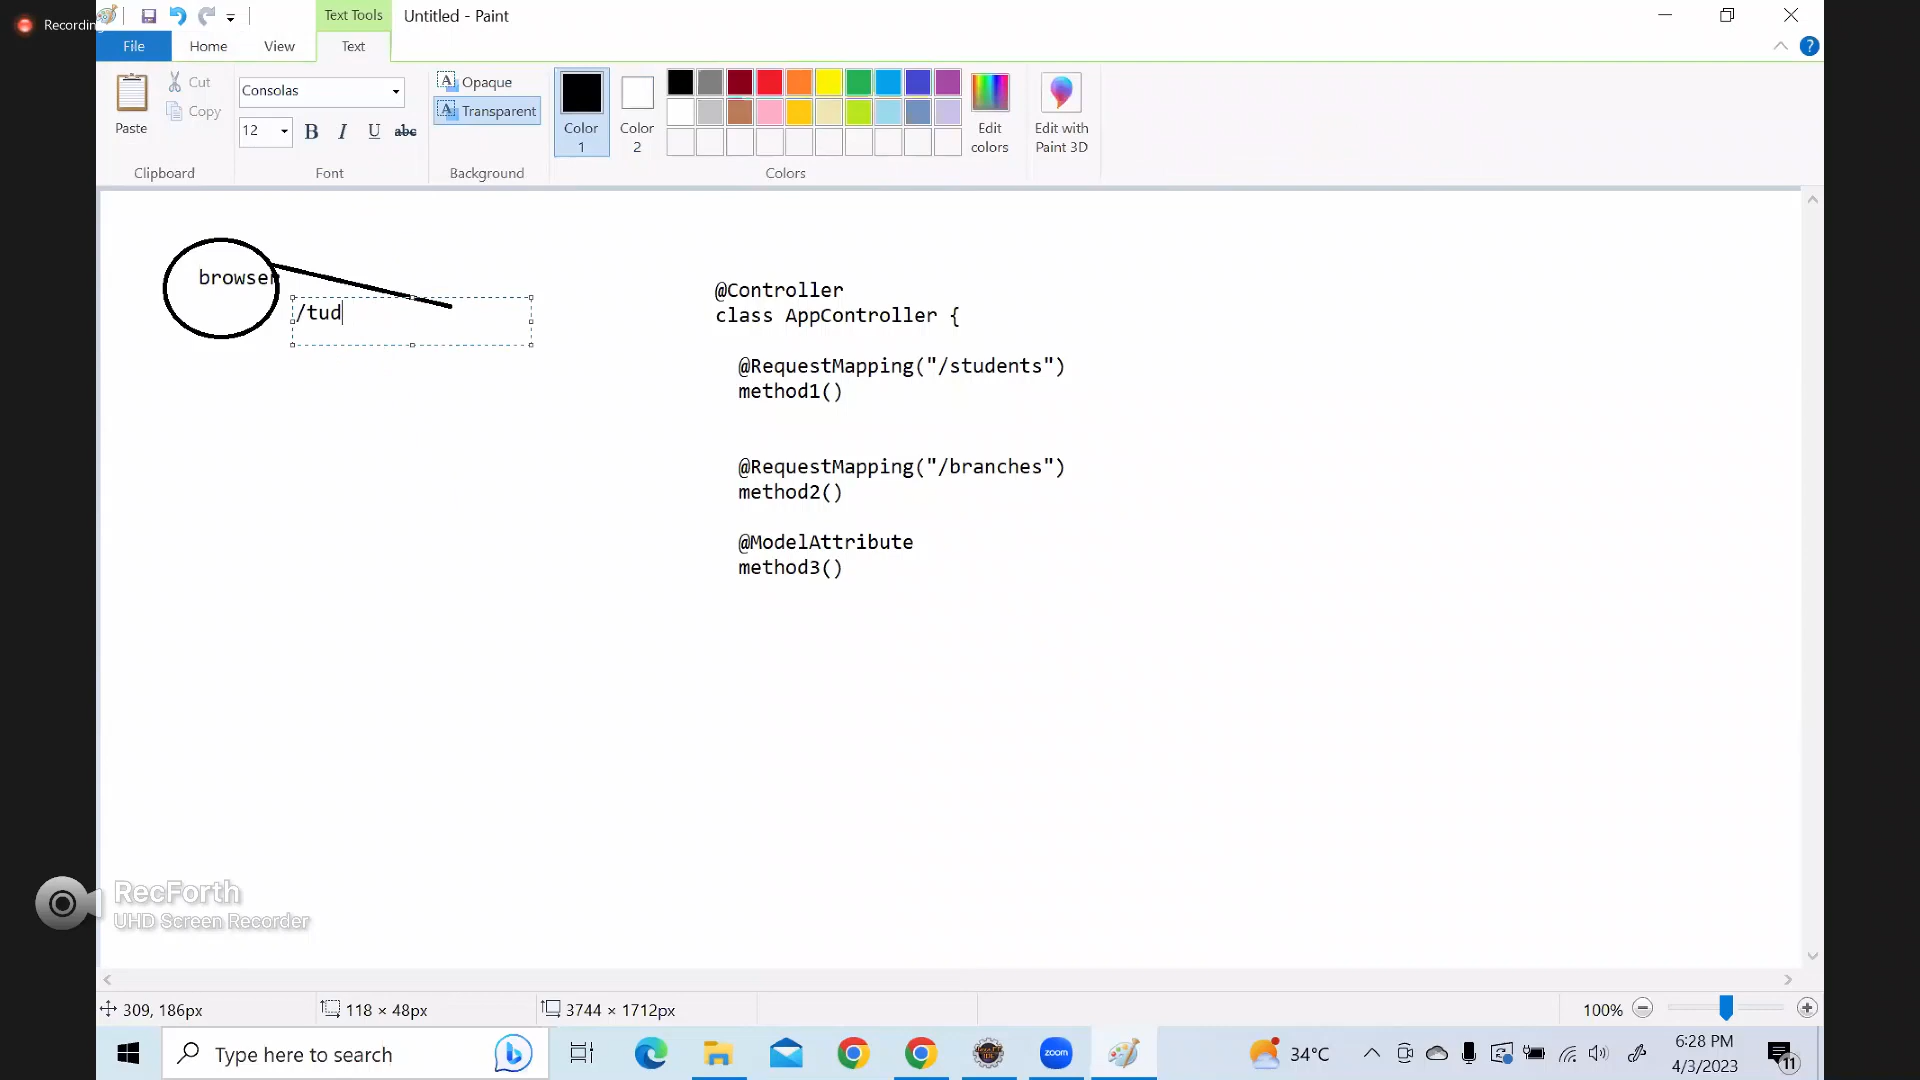 Recording
Text Tools
Untitled - Paint
File
Home
View
Text
Paste
Cut
Copy
Clipboard
Consolas
12
B I U abc
Font
A Opaque
A Transparent
Background
Color 1
Color 2
Colors
Edit colors
Edit with Paint 3D
browser
/tud
@Controller
class AppController {
@RequestMapping("/students")
method1()
@RequestMapping("/branches")
method2()
@ModelAttribute
method3()
RecForth
UHD Screen Recorder
309, 186px
118 × 48px
3744 × 1712px
100%
Type here to search
zoom
34°C
6:28 PM
4/3/2023
11